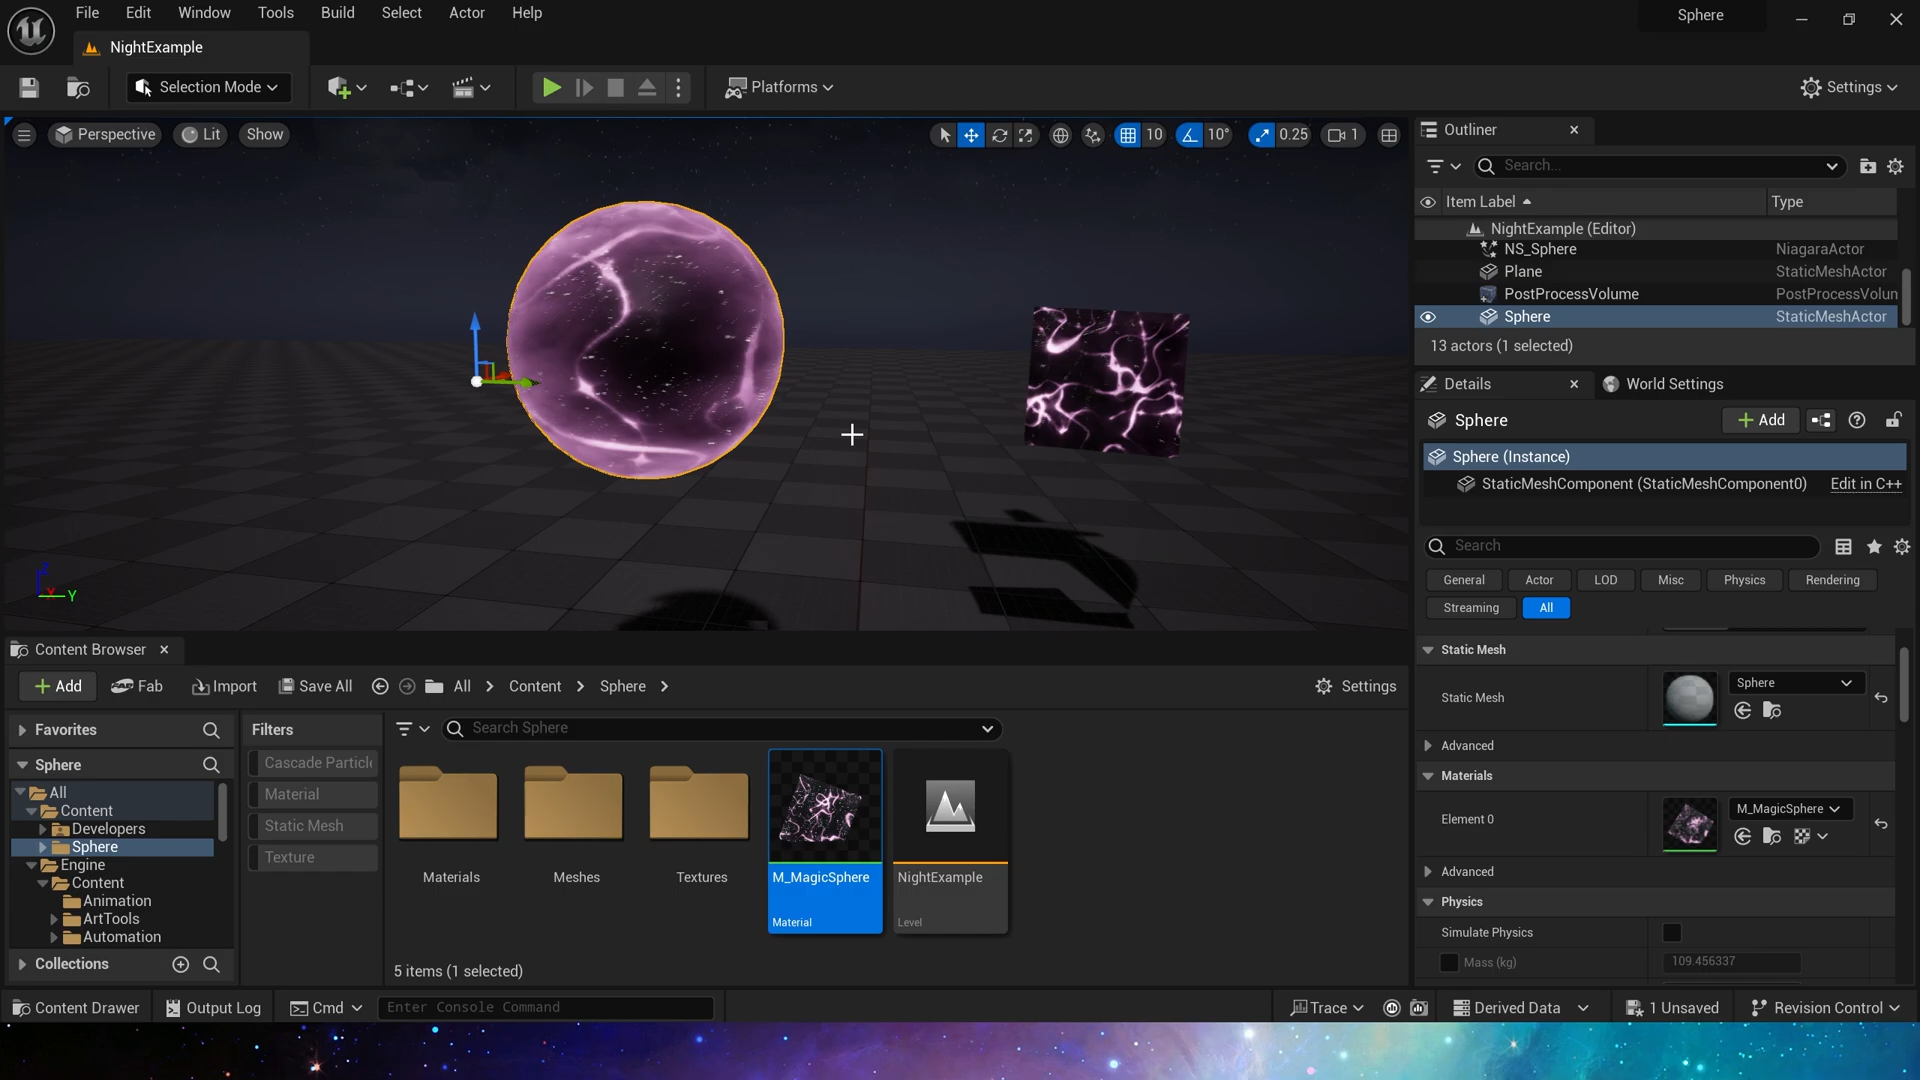 File Edit Window Tools Build Select Actor Help
Sphere
NightExample
Selection Mode
Platforms
Settings
Perspective Lit Show
10 10° 0.25 1
Outliner
Search...
Item Label Type
NightExample (Editor)
NS_Sphere NiagaraActor
Plane StaticMeshActor
PostProcessVolume PostProcessVolun
Sphere StaticMeshActor
13 actors (1 selected)
Details World Settings
Sphere Add
Sphere (Instance)
StaticMeshComponent (StaticMeshComponent0) Edit in C++
Search
General Actor LOD Misc Physics Rendering
Streaming All
Static Mesh
Static Mesh Sphere
Advanced
Materials
Element 0 M_MagicSphere
Advanced
Physics
Simulate Physics
Mass (kg) 109.456337
Z X Y
Content Browser
Add Fab Import Save All All Content Sphere Settings
Favorites
Sphere
All
Content
Developers
Sphere
Engine
Content
Animation
ArtTools
Automation
Collections
Filters
Cascade Particle
Material
Static Mesh
Texture
Search Sphere
Materials Meshes Textures
M_MagicSphere
Material
NightExample
Level
5 items (1 selected)
Content Drawer Output Log Cmd Enter Console Command Trace Derived Data 1 Unsaved Revision Control